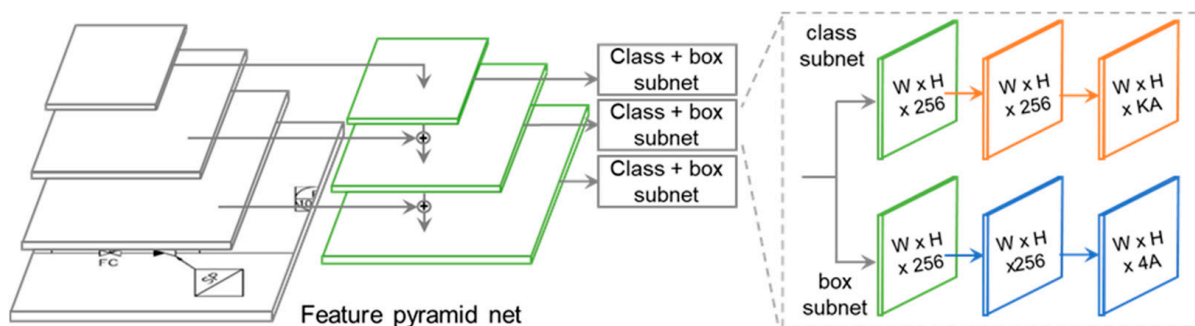 Class + box
subnet
Class + box
subnet
Class + box
subnet
FC
Feature pyramid net
class
subnet
W x H
x 256
W x H
x 256
W x H
x KA
box
subnet
W x H
x 256
W x H
x256
W x H
x 4A